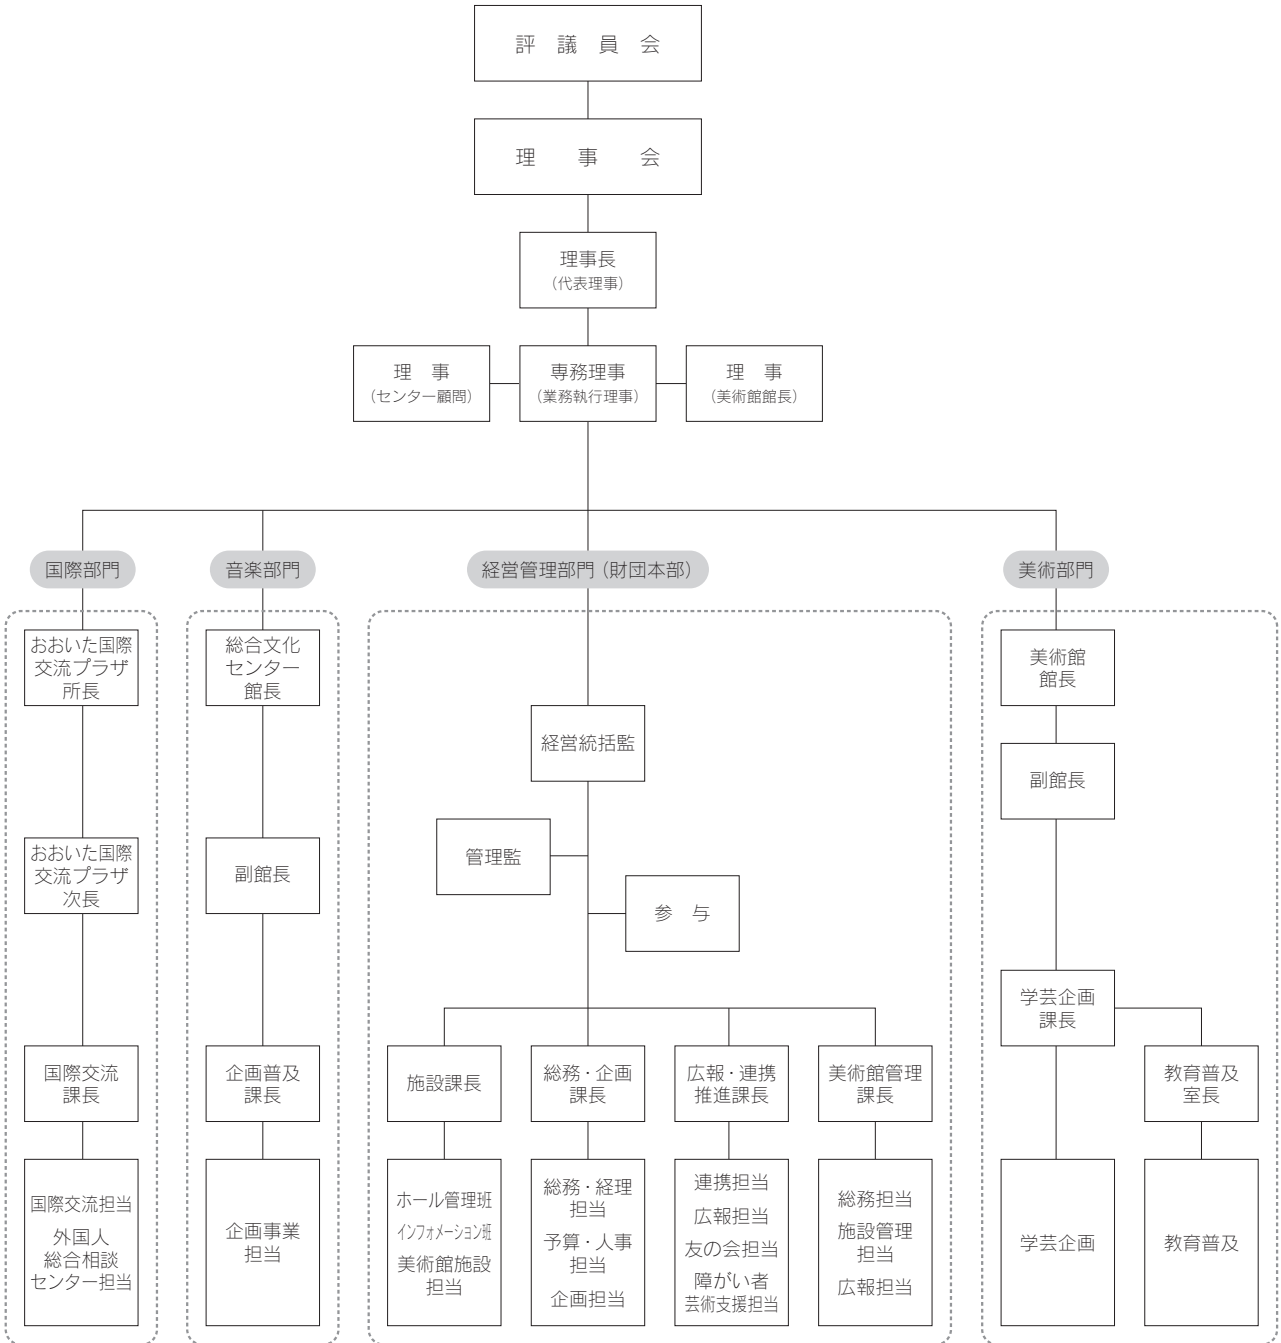 評議員会
理事会
理事長
（代表理事）
理　事
（センター顧問）
専務理事
（業務執行理事）
理　事
（美術館館長）
国際部門
おおいた国際
交流プラザ
所長
おおいた国際
交流プラザ
次長
国際交流
課長
国際交流担当
外国人
総合相談
センター担当
音楽部門
総合文化
センター
館長
副館長
企画普及
課長
企画事業
担当
経営管理部門（財団本部）
経営統括監
管理監
参　与
施設課長
ホール管理班
インフォメーション班
美術館施設
担当
総務・企画
課長
総務・経理
担当
予算・人事
担当
企画担当
広報・連携
推進課長
連携担当
広報担当
友の会担当
障がい者
芸術支援担当
美術館管理
課長
総務担当
施設管理
担当
広報担当
美術部門
美術館
館長
副館長
学芸企画
課長
学芸企画
教育普及
室長
教育普及